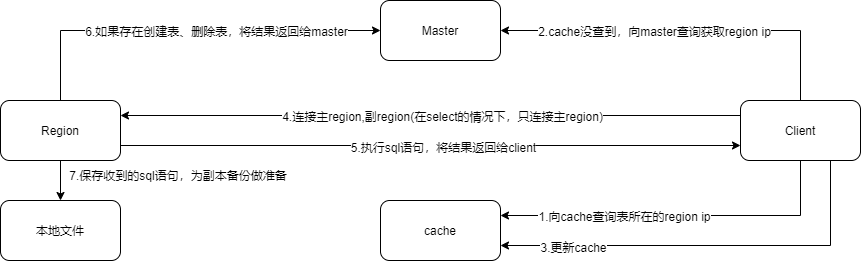 6.如果存在创建表、删除表，将结果返回给master
Master
2.cache没查到，向master查询获取region ip
Region
4.连接主region,副region(在select的情况下，只连接主region)
Client
5.执行sql语句，将结果返回给client
7.保存收到的sql语句，为副本备份做准备
本地文件
cache
1.向cache查询表所在的region ip
3.更新cache